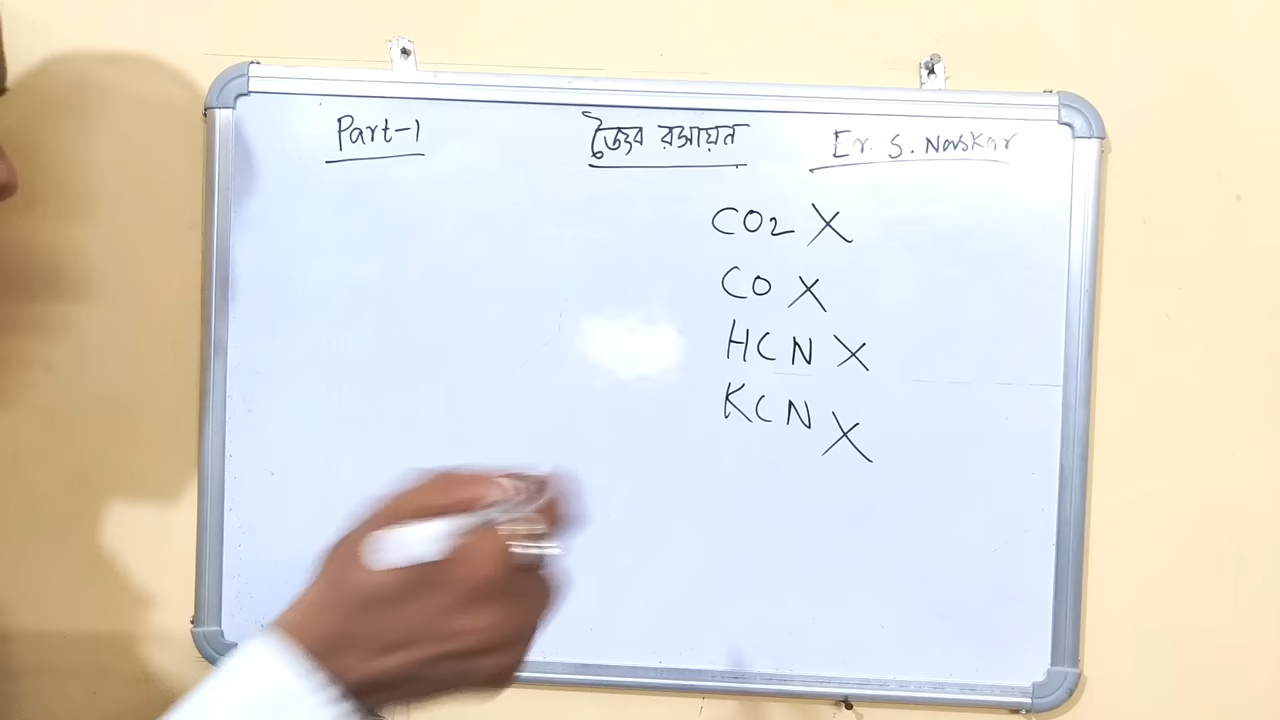 Part-1 জৈব রসায়ন Er. S. Naskar
CO2 X
CO X
HCN X
KCN X